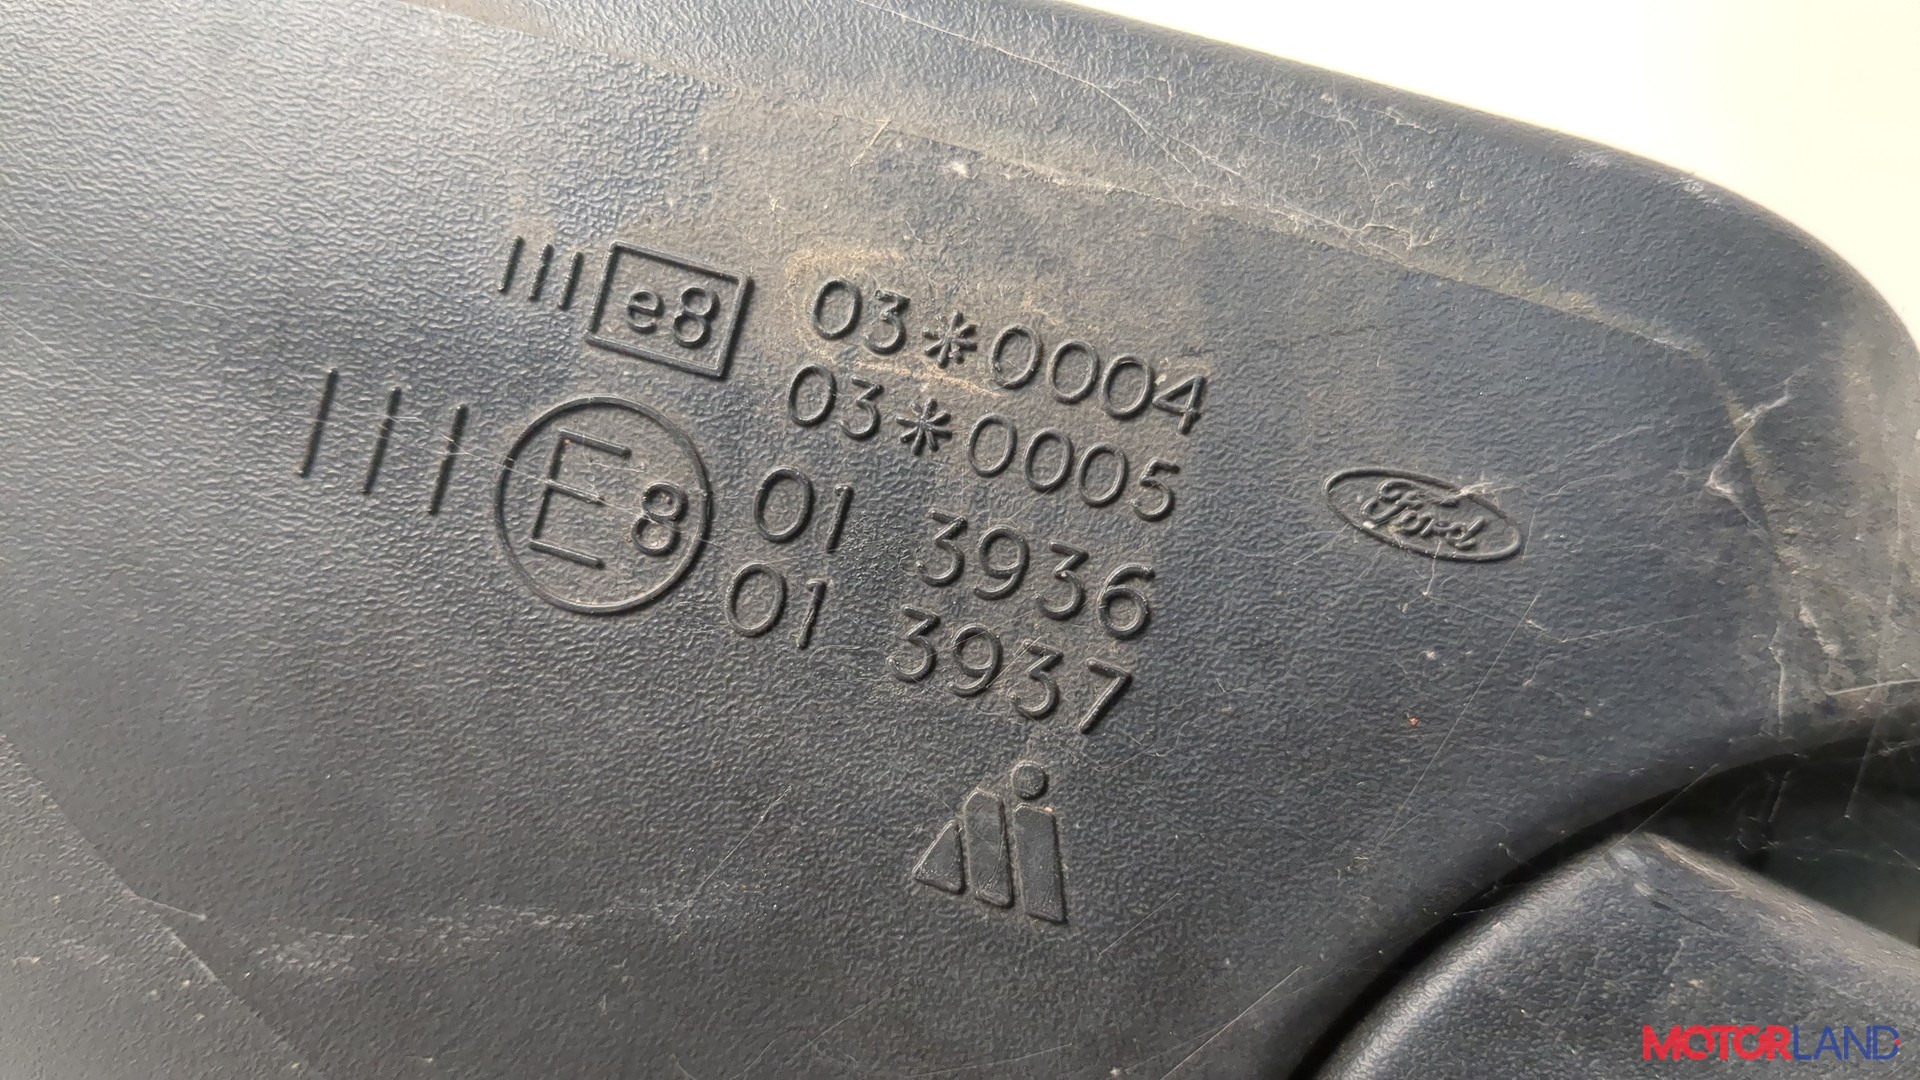 III e8 03*0004
03*0005
III E8 01 3936
01 3937
Ford
MOTORLAND